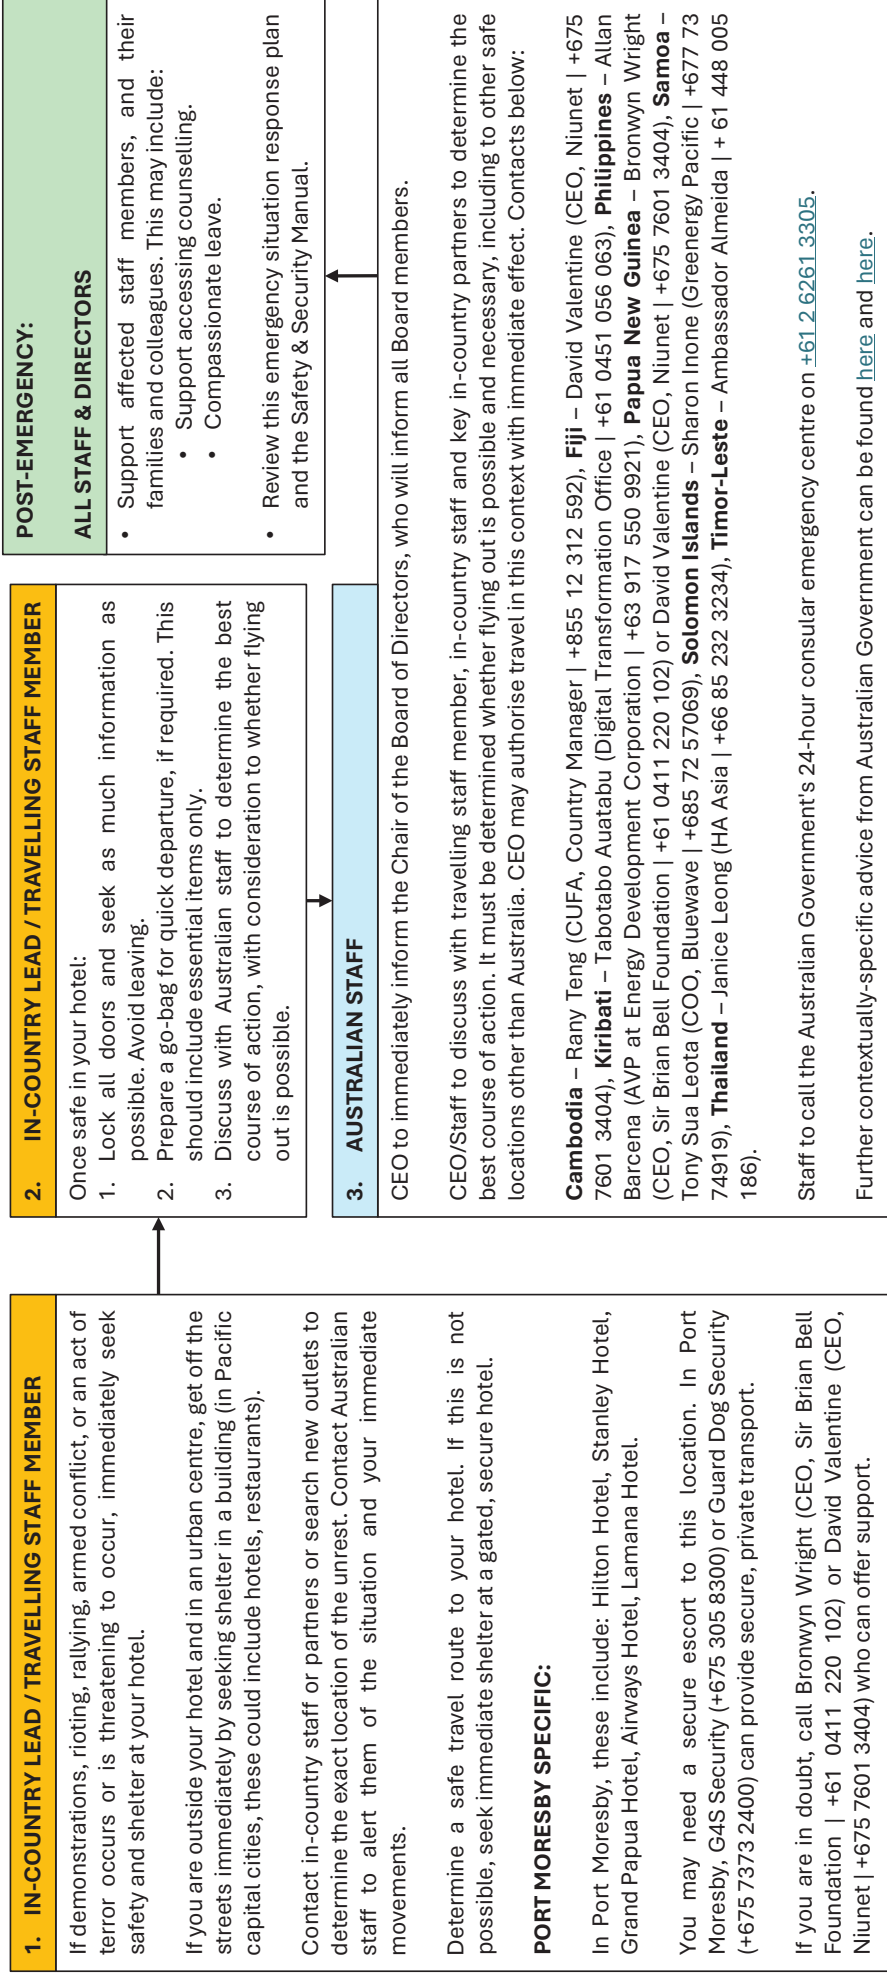 1. IN-COUNTRY LEAD / TRAVELLING STAFF MEMBER
If demonstrations, rioting, rallying, armed conflict, or an act of
terror occurs or is threatening to occur, immediately seek
safety and shelter at your hotel.
If you are outside your hotel and in an urban centre, get off the
streets immediately by seeking shelter in a building (in Pacific
capital cities, these could include hotels, restaurants).
Contact in-country staff or partners or search new outlets to
determine the exact location of the unrest. Contact Australian
staff to alert them of the situation and your immediate
movements.
Determine a safe travel route to your hotel. If this is not
possible, seek immediate shelter at a gated, secure hotel.
PORT MORESBY SPECIFIC:
In Port Moresby, these include: Hilton Hotel, Stanley Hotel,
Grand Papua Hotel, Airways Hotel, Lamana Hotel.
You may need a secure escort to this location. In Port
Moresby, G4S Security (+675 305 8300) or Guard Dog Security
(+675 7373 2400) can provide secure, private transport.
If you are in doubt, call Bronwyn Wright (CEO, Sir Brian Bell
Foundation | +61 0411 220 102) or David Valentine (CEO,
Niunet | +675 7601 3404) who can offer support.
2. IN-COUNTRY LEAD / TRAVELLING STAFF MEMBER
Once safe in your hotel:
1. Lock all doors and seek as much information as
possible. Avoid leaving.
2. Prepare a go-bag for quick departure, if required. This
should include essential items only.
3. Discuss with Australian staff to determine the best
course of action, with consideration to whether flying
out is possible.
3. AUSTRALIAN STAFF
CEO to immediately inform the Chair of the Board of Directors, who will inform all Board members.
CEO/Staff to discuss with travelling staff member, in-country staff and key in-country partners to determine the
best course of action. It must be determined whether flying out is possible and necessary, including to other safe
locations other than Australia. CEO may authorise travel in this context with immediate effect. Contacts below:
Cambodia – Rany Teng (CUFA, Country Manager | +855 12 312 592), Fiji – David Valentine (CEO, Niunet | +675
7601 3404), Kiribati – Tabotabo Auatabu (Digital Transformation Office | +61 0451 056 063), Philippines – Allan
Barcena (AVP at Energy Development Corporation | +63 917 550 9921), Papua New Guinea – Bronwyn Wright
(CEO, Sir Brian Bell Foundation | +61 0411 220 102) or David Valentine (CEO, Niunet | +675 7601 3404), Samoa –
Tony Sua Leota (COO, Bluewave | +685 72 57069), Solomon Islands – Sharon Inone (Greenergy Pacific | +677 73
74919), Thailand – Janice Leong (HA Asia | +66 85 232 3234), Timor-Leste – Ambassador Almeida | + 61 448 005
186).
Staff to call the Australian Government's 24-hour consular emergency centre on +61 2 6261 3305.
Further contextually-specific advice from Australian Government can be found here and here.
POST-EMERGENCY:
ALL STAFF & DIRECTORS
• Support affected staff members, and their
families and colleagues. This may include:
• Support accessing counselling.
• Compassionate leave.
• Review this emergency situation response plan
and the Safety & Security Manual.